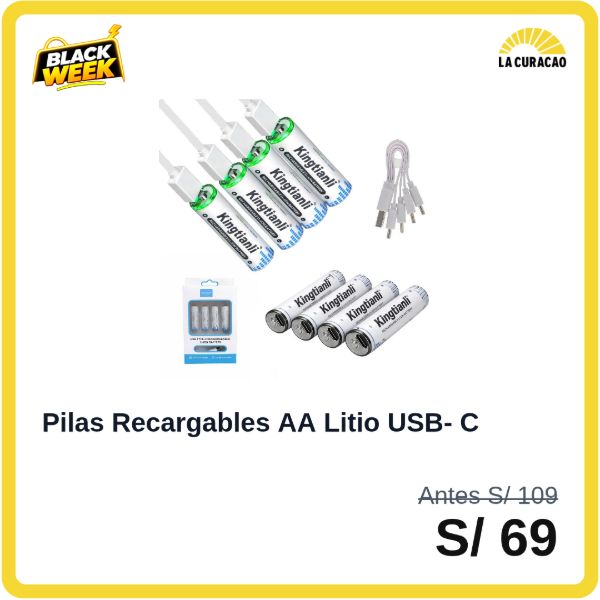 BLACK
WEEK
LA CURACAO
Kingtianli
Kingtianli
Kingtianli
Kingtianli
Kingtianli
Kingtianli
Kingtianli
Kingtianli
Pilas Recargables AA Litio USB- C
Antes S/ 109
S/ 69